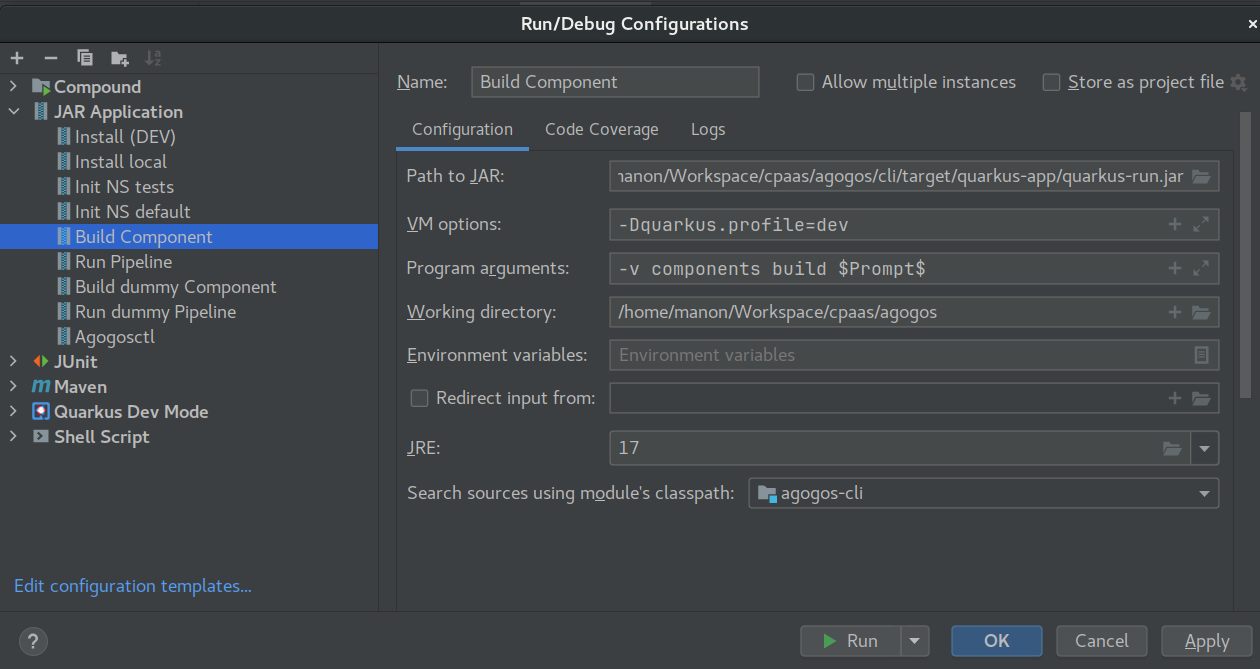 Run/Debug Configurations
Compound
JAR Application
Install (DEV)
Install local
Init NS tests
Init NS default
Build Component
Run Pipeline
Build dummy Component
Run dummy Pipeline
Agogosctl
JUnit
Maven
Quarkus Dev Mode
Shell Script
Edit configuration templates...
Name: Build Component Allow multiple instances Store as project file
Configuration Code Coverage Logs
Path to JAR: manon/Workspace/cpaas/agogos/cli/target/quarkus-app/quarkus-run.jar
VM options: -Dquarkus.profile=dev
Program arguments: -v components build $Prompt$
Working directory: /home/manon/Workspace/cpaas/agogos
Environment variables: Environment variables
Redirect input from:
JRE: 17
Search sources using module's classpath: agogos-cli
? Run OK Cancel Apply